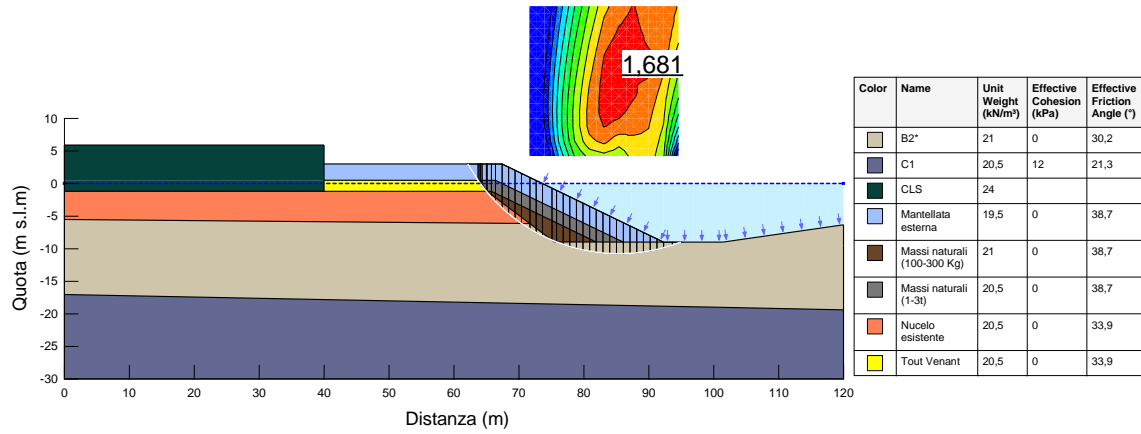 1,681
10
5
0
-5
-10
-15
-20
-25
-30
Quota (m s.l.m)
0 10 20 30 40 50 60 70 80 90 100 110 120
Distanza (m)
Color Name Unit Weight (kN/m³) Effective Cohesion (kPa) Effective Friction Angle (°)
B2* 21 0 30,2
C1 20,5 12 21,3
CLS 24
Mantellata esterna 19,5 0 38,7
Massi naturali (100-300 Kg) 21 0 38,7
Massi naturali (1-3t) 20,5 0 38,7
Nucelo esistente 20,5 0 33,9
Tout Venant 20,5 0 33,9